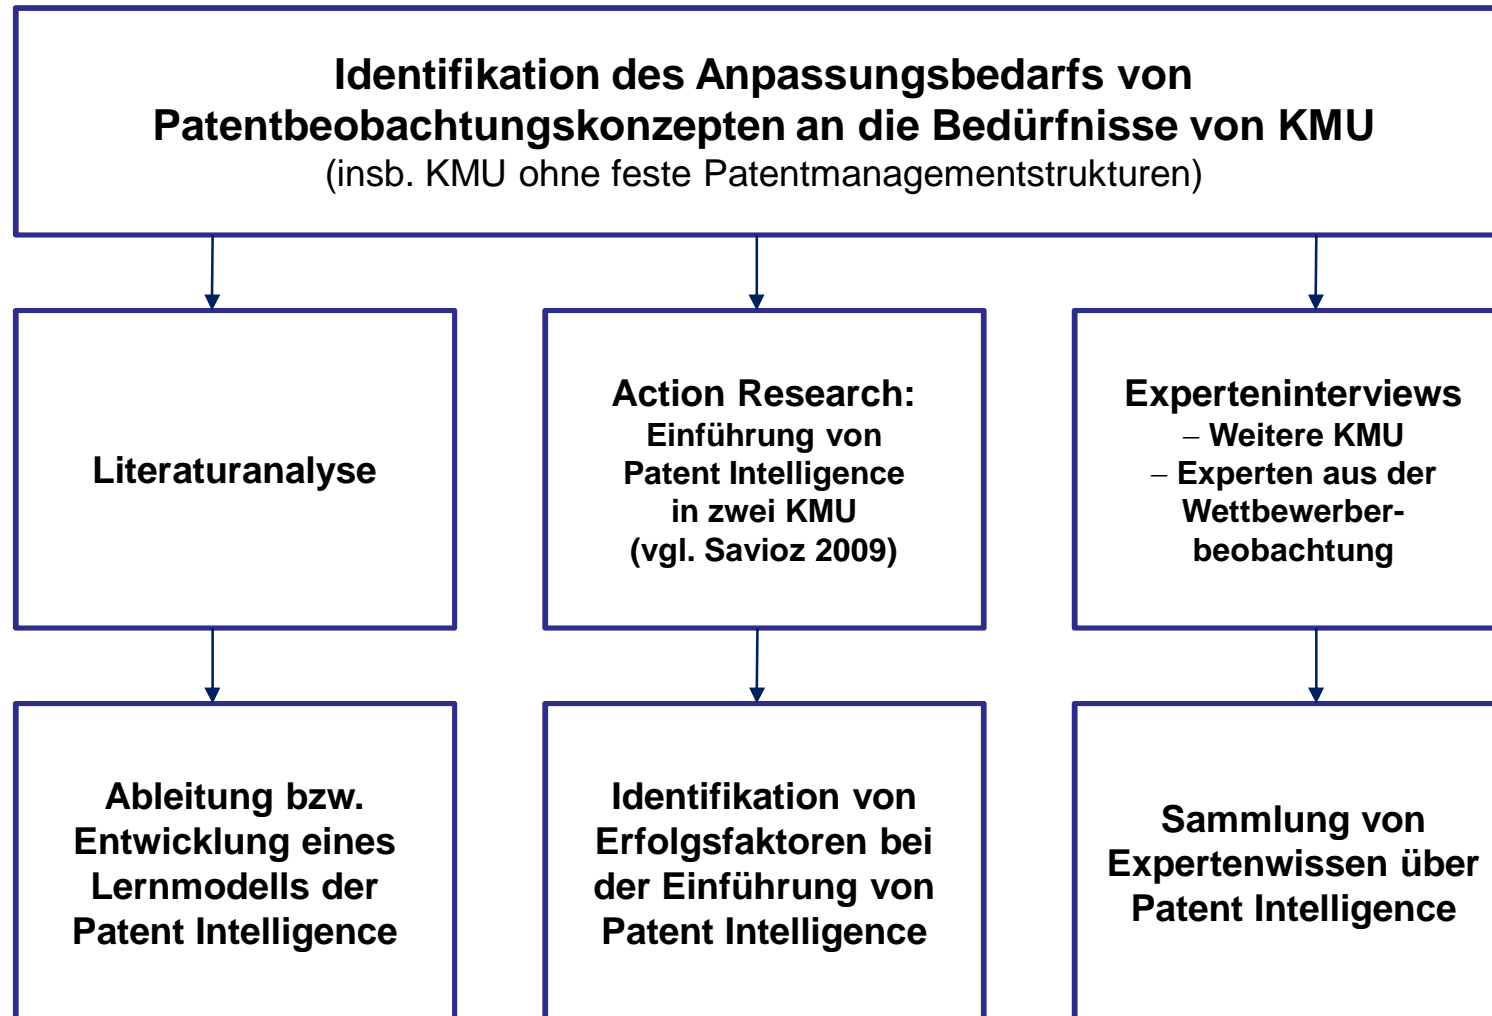 Identifikation des Anpassungsbedarfs von
Patentbeobachtungskonzepten an die Bedürfnisse von KMU
(insb. KMU ohne feste Patentmanagementstrukturen)
Literaturanalyse
Action Research:
Einführung von
Patent Intelligence
in zwei KMU
(vgl. Savioz 2009)
Experteninterviews
– Weitere KMU
– Experten aus der
Wettbewerber-
beobachtung
Ableitung bzw.
Entwicklung eines
Lernmodells der
Patent Intelligence
Identifikation von
Erfolgsfaktoren bei
der Einführung von
Patent Intelligence
Sammlung von
Expertenwissen über
Patent Intelligence